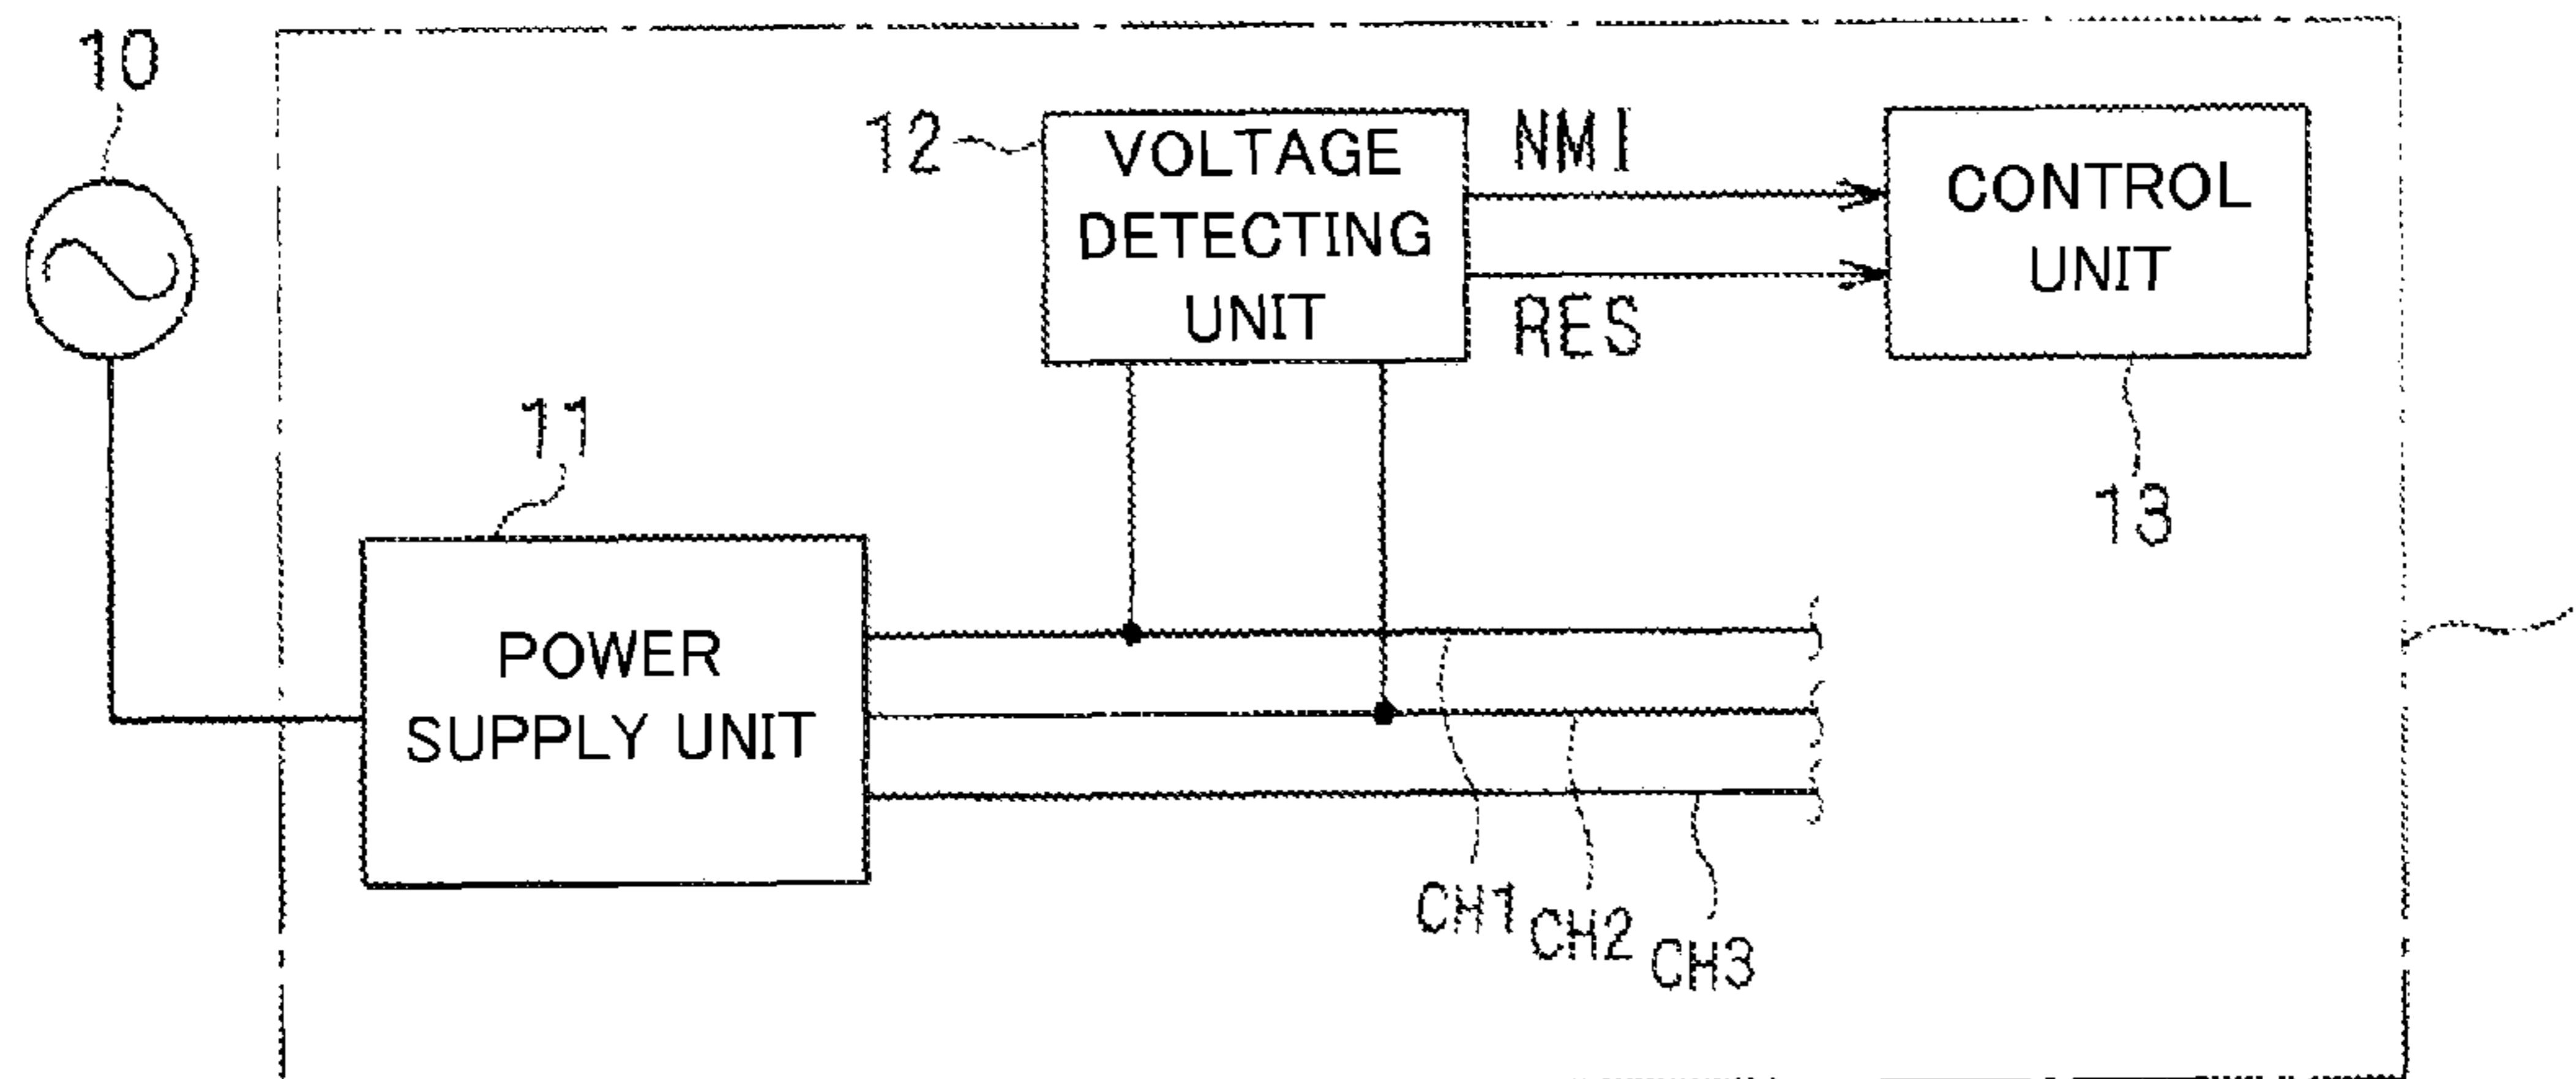 10
12
VOLTAGE
DETECTING
UNIT
NMI
RES
CONTROL
UNIT
13
11
POWER
SUPPLY UNIT
CH1
CH2
CH3